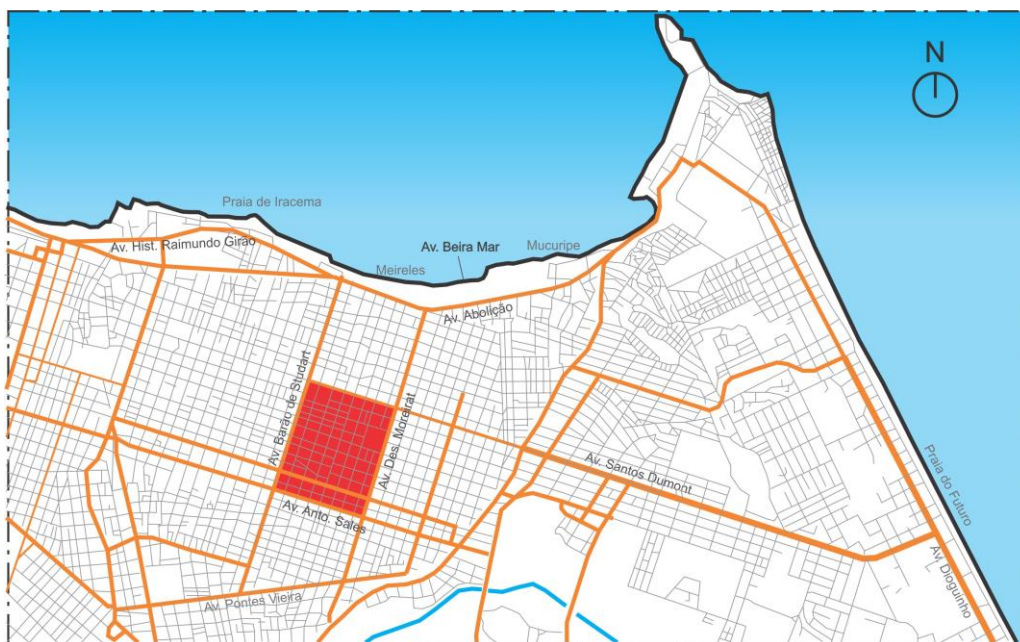 N
Praia de Iracema
Av. Hist. Raimundo Girão
Av. Beira Mar
Mucuripe
Meireles
Av. Abolição
Av. Barão de Studart
Av. Des. Moreirat
Av. Santos Dumont
Praia do Futuro
Av. Anto. Sales
Av. Dioguinho
Av. Pontes Vieira